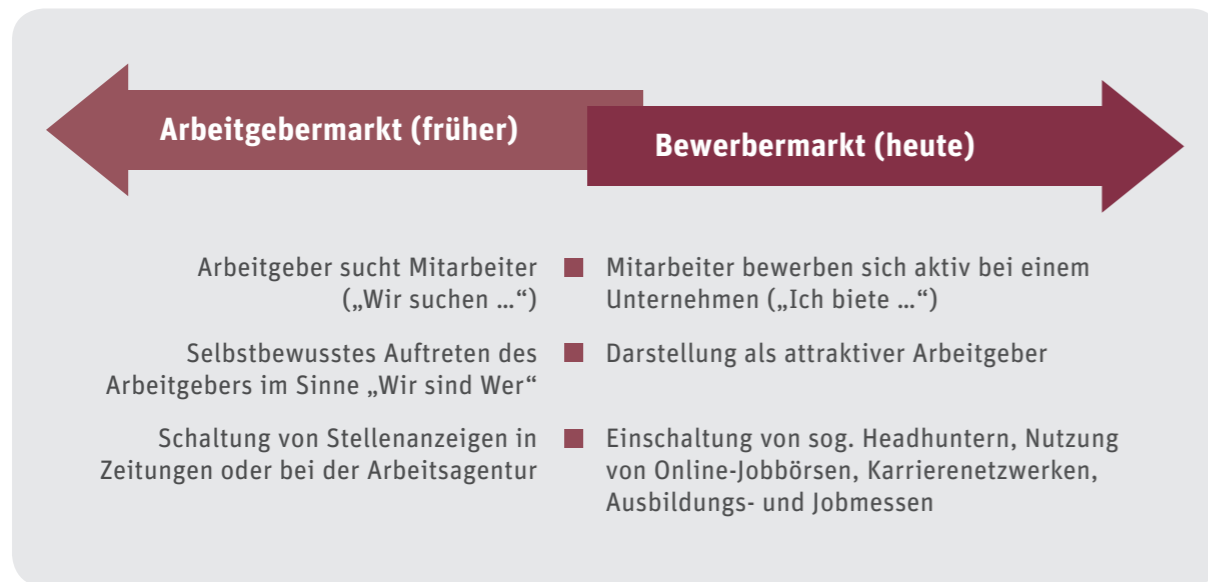 Arbeitgebermarkt (früher)
Bewerbermarkt (heute)
Arbeitgeber sucht Mitarbeiter
(„Wir suchen …“)
Mitarbeiter bewerben sich aktiv bei einem
Unternehmen („Ich biete …“)
Selbstbewusstes Auftreten des
Arbeitgebers im Sinne „Wir sind Wer“
Darstellung als attraktiver Arbeitgeber
Schaltung von Stellenanzeigen in
Zeitungen oder bei der Arbeitsagentur
Einschaltung von sog. Headhuntern, Nutzung
von Online-Jobbörsen, Karrierenetzwerken,
Ausbildungs- und Jobmessen